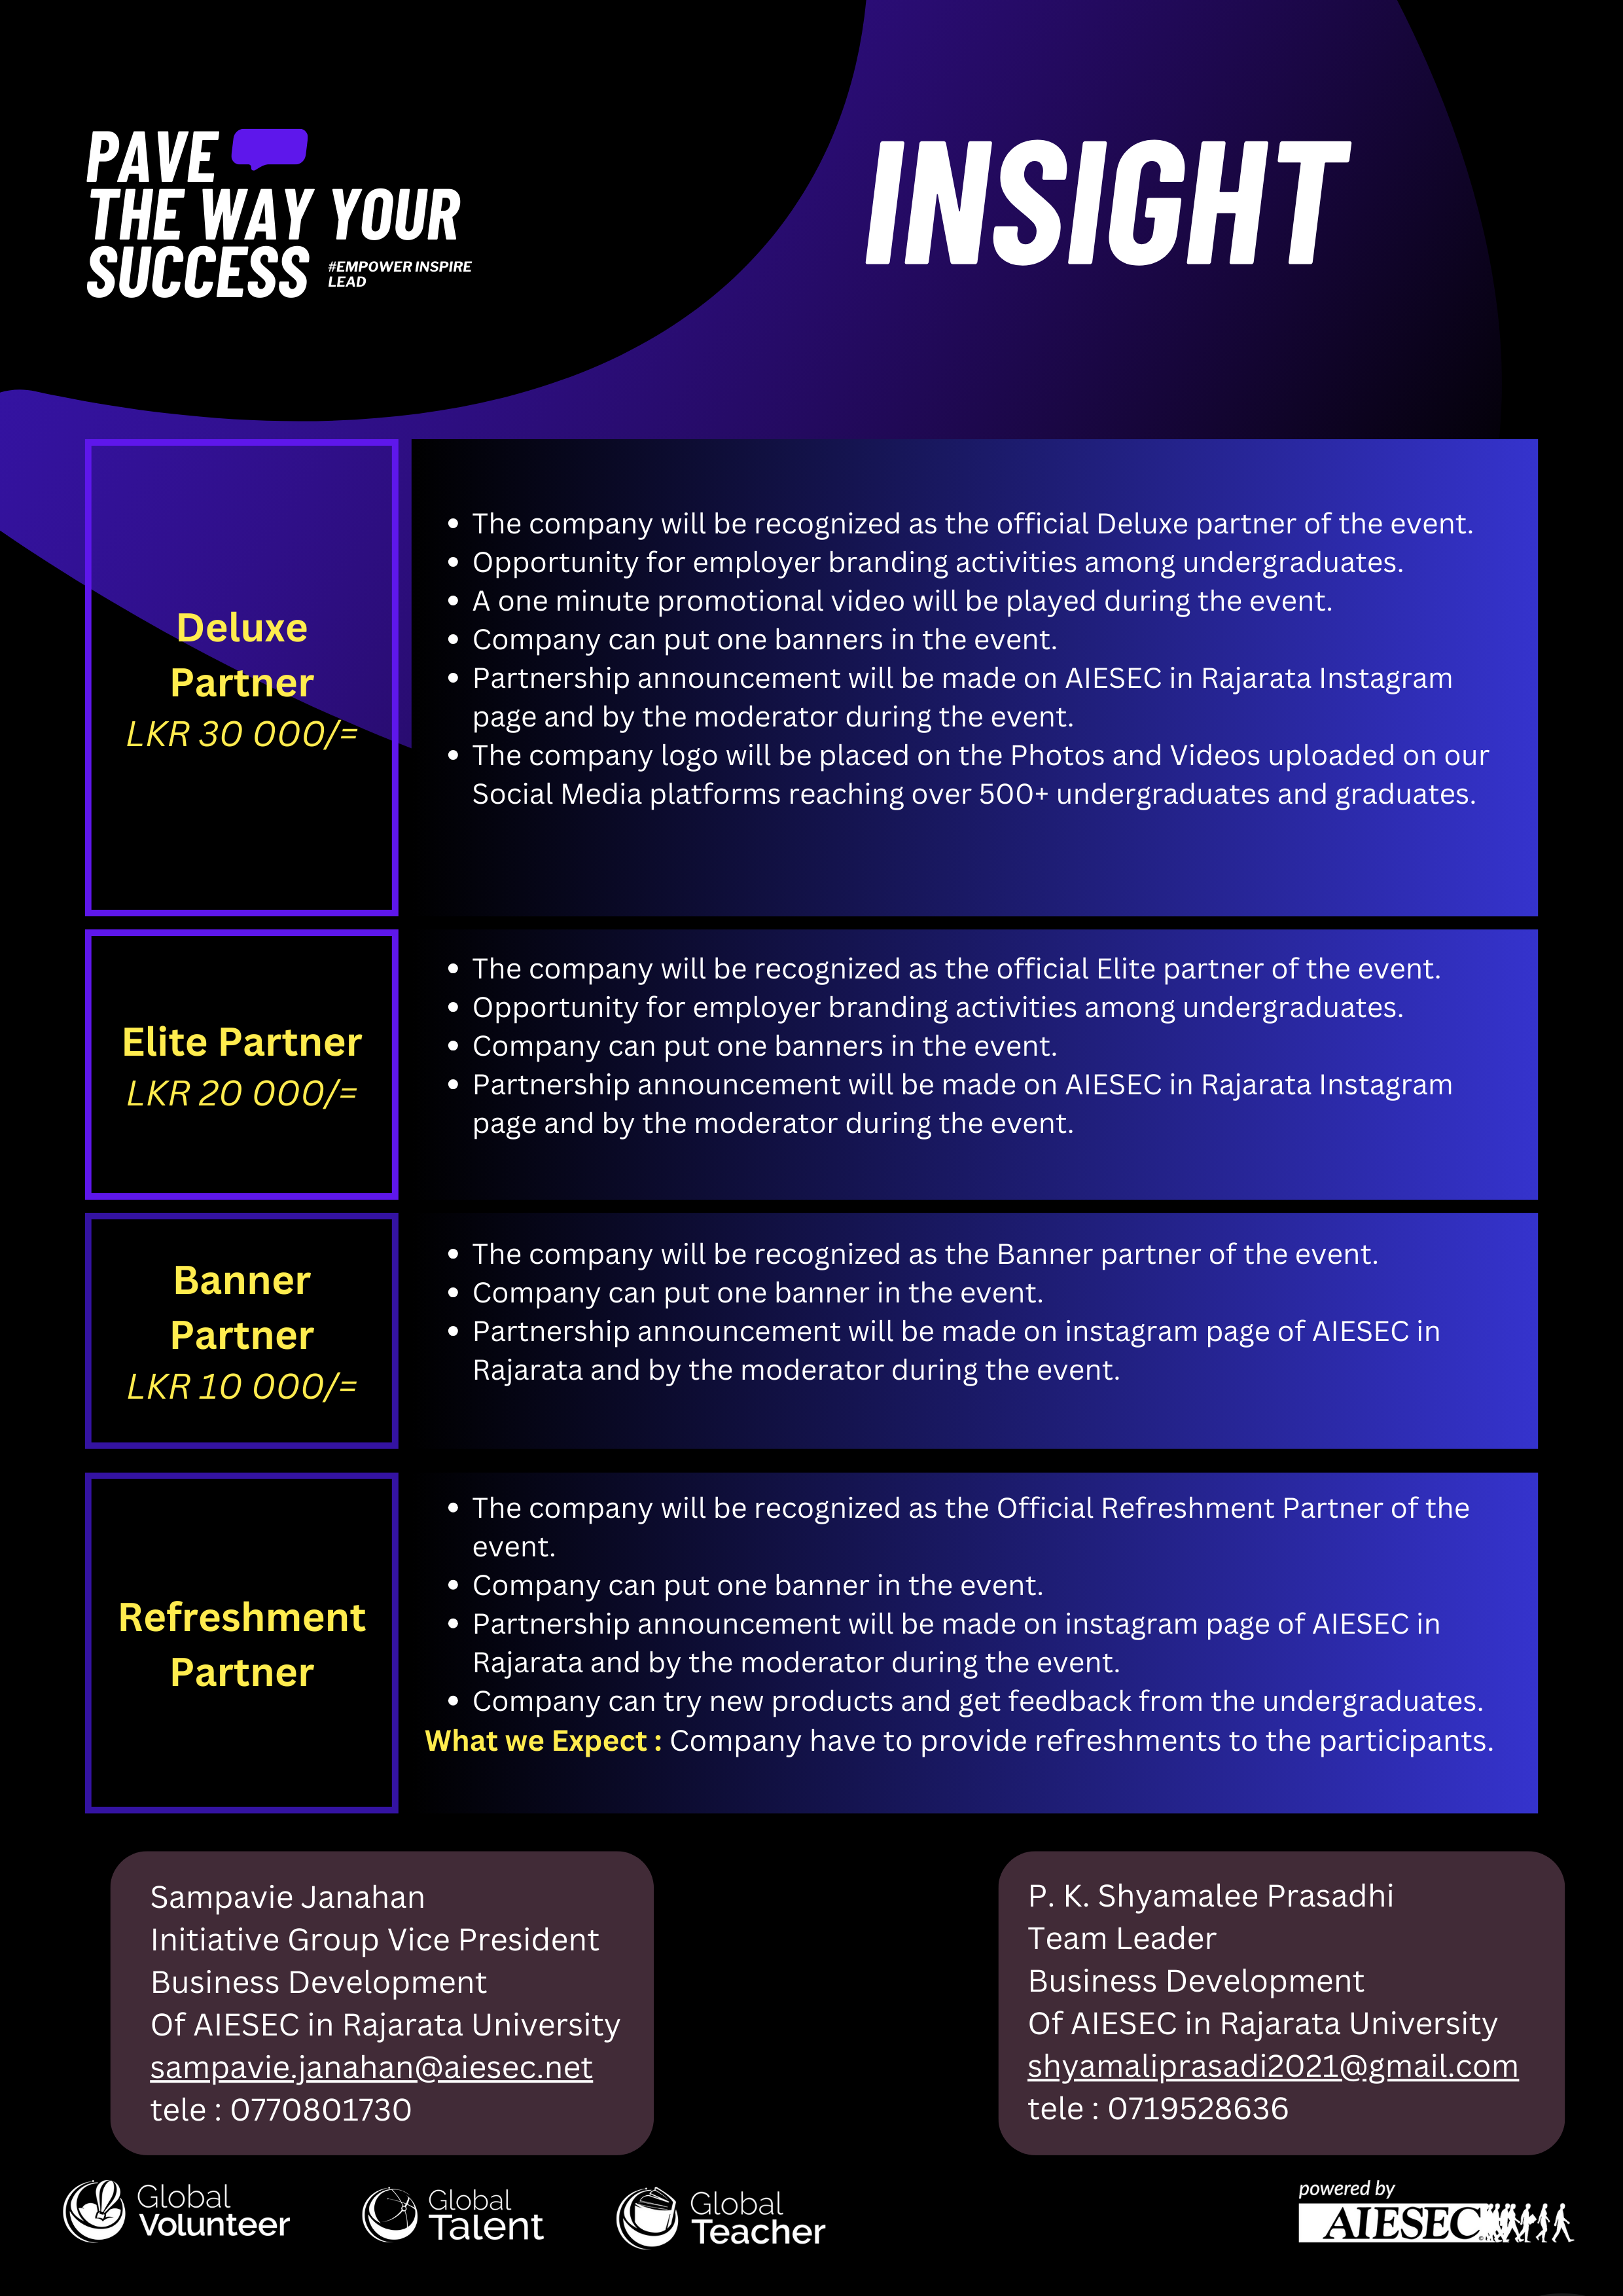 PAVE
THE WAY YOUR
SUCCESS
#EMPOWER INSPIRE
LEAD
INSIGHT
Deluxe
Partner
LKR 30 000/=
• The company will be recognized as the official Deluxe partner of the event.
• Opportunity for employer branding activities among undergraduates.
• A one minute promotional video will be played during the event.
• Company can put one banners in the event.
• Partnership announcement will be made on AIESEC in Rajarata Instagram
page and by the moderator during the event.
• The company logo will be placed on the Photos and Videos uploaded on our
Social Media platforms reaching over 500+ undergraduates and graduates.
Elite Partner
LKR 20 000/=
• The company will be recognized as the official Elite partner of the event.
• Opportunity for employer branding activities among undergraduates.
• Company can put one banners in the event.
• Partnership announcement will be made on AIESEC in Rajarata Instagram
page and by the moderator during the event.
Banner
Partner
LKR 10 000/=
• The company will be recognized as the Banner partner of the event.
• Company can put one banner in the event.
• Partnership announcement will be made on instagram page of AIESEC in
Rajarata and by the moderator during the event.
Refreshment
Partner
• The company will be recognized as the Official Refreshment Partner of the
event.
• Company can put one banner in the event.
• Partnership announcement will be made on instagram page of AIESEC in
Rajarata and by the moderator during the event.
• Company can try new products and get feedback from the undergraduates.
What we Expect : Company have to provide refreshments to the participants.
Sampavie Janahan
Initiative Group Vice President
Business Development
Of AIESEC in Rajarata University
sampavie.janahan@aiesec.net
tele : 0770801730
P. K. Shyamalee Prasadhi
Team Leader
Business Development
Of AIESEC in Rajarata University
shyamaliprasadi2021@gmail.com
tele : 0719528636
Global
Volunteer
Global
Talent
Global
Teacher
powered by
AIESEC